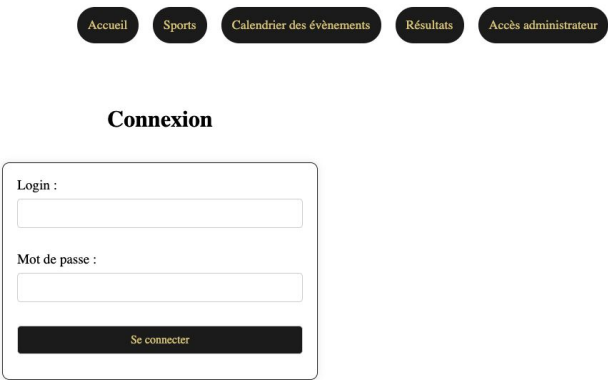 Accueil Sports Calendrier des évènements Résultats Accès administrateur
Connexion
Login :
Mot de passe :
Se connecter